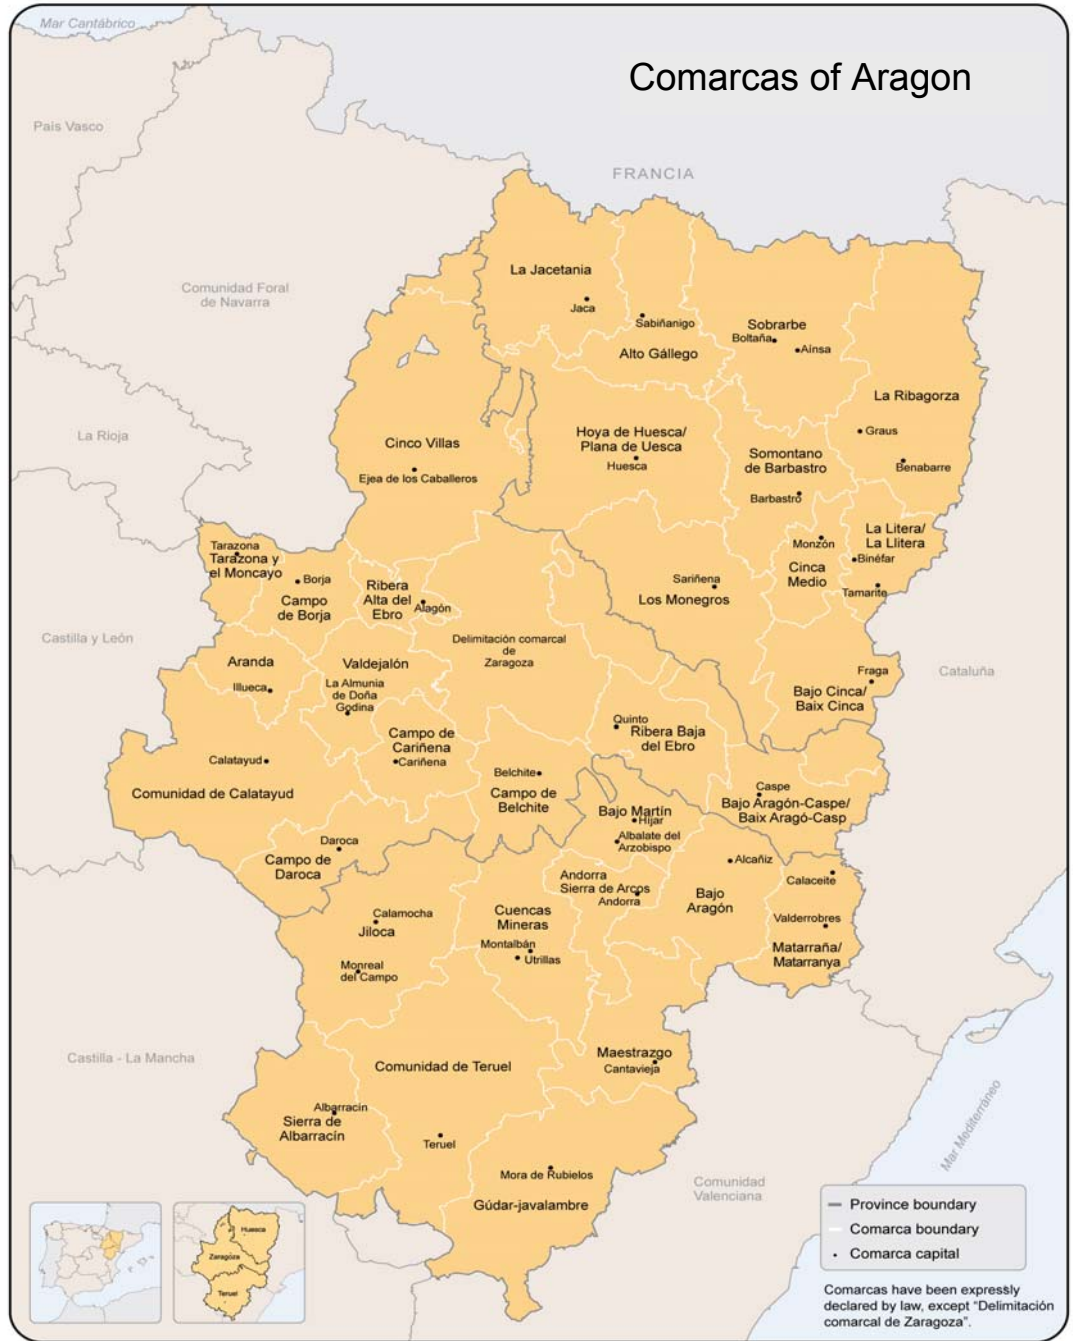 Mar Cantábrico
Comarcas of Aragon
País Vasco
FRANCIA
Comunidad Foral
de Navarra
La Jacetania
Jaca
Sabiñanigo
Alto Gállego
Sobrarbe
Boltaña
Aínsa
La Ribagorza
Graus
Benabarre
La Rioja
Cinco Villas
Ejea de los Caballeros
Hoya de Huesca/
Plana de Uesca
Huesca
Somontano
de Barbastro
Barbastro
La Litera/
La Llitera
Binéfar
Tamarite
Monzón
Cinca
Medio
Tarazona
Tarazona y
el Moncayo
Borja
Campo
de Borja
Ribera
Alta del
Ebro
Alagón
Sariñena
Los Monegros
Castilla y León
Delimitación comarcal
de
Zaragoza
Aranda
Illueca
Valdejalón
La Almunia
de Doña
Godina
Cataluña
Fraga
Bajo Cinca/
Baix Cinca
Campo de
Cariñena
Cariñena
Quinto
Ribera Baja
del Ebro
Calatayud
Comunidad de Calatayud
Belchite
Campo de
Belchite
Caspe
Bajo Aragón-Caspe/
Baix Aragó-Casp
Bajo Martín
Híjar
Albalate del
Arzobispo
Daroca
Campo de
Daroca
Alcañiz
Bajo
Aragón
Calaceite
Valderrobres
Matarraña/
Matarranya
Andorra
Sierra de Arcos
Andorra
Calamocha
Jiloca
Monreal
del Campo
Cuencas
Mineras
Montalbán
Utrillas
Castilla - La Mancha
Comunidad de Teruel
Maestrazgo
Cantavieja
Albarracín
Sierra de
Albarracín
Teruel
Mora de Rubielos
Gúdar-javalambre
Comunidad
Valenciana
Mar Mediterráneo
Huesca
Zaragoza
Teruel
Province boundary
Comarca boundary
Comarca capital
Comarcas have been expressly
declared by law, except "Delimitación
comarcal de Zaragoza".